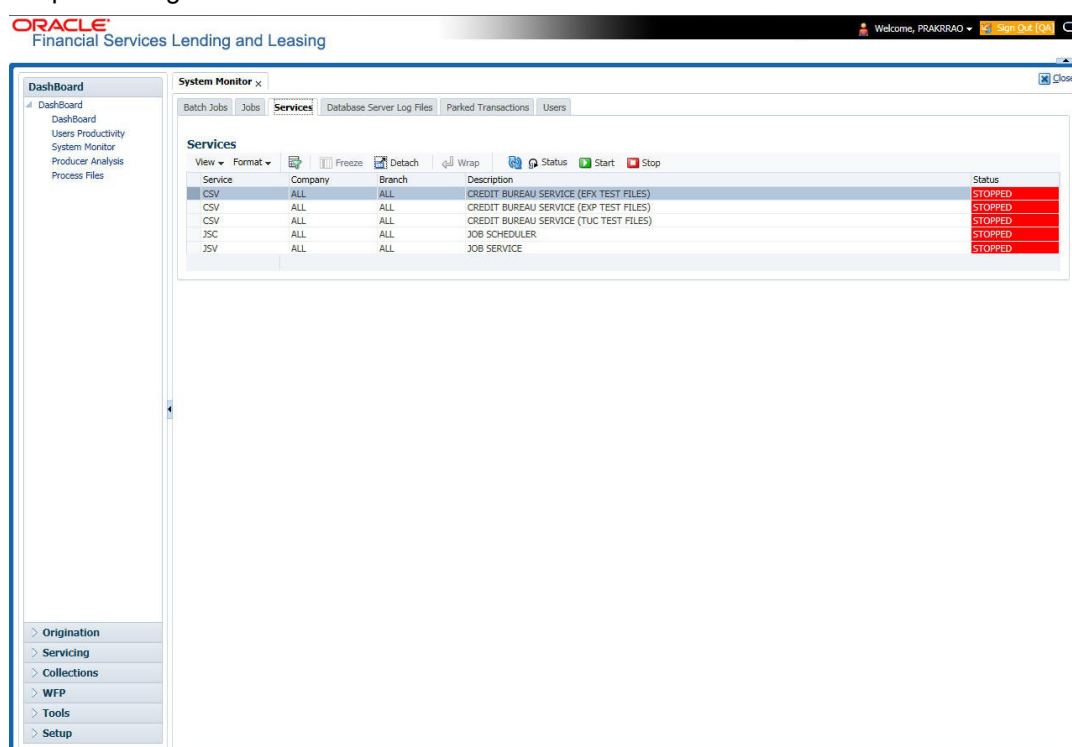 ORACLE
Financial Services Lending and Leasing
Welcome, PRAKRRAO
Sign Out [QA]
DashBoard
DashBoard
DashBoard
Users Productivity
System Monitor
Producer Analysis
Process Files
Origination
Servicing
Collections
WFP
Tools
Setup
System Monitor x
Close
Batch Jobs Jobs Services Database Server Log Files Parked Transactions Users
Services
View Format Freeze Detach Wrap Status Start Stop
Service Company Branch Description Status
CSV ALL ALL CREDIT BUREAU SERVICE (EFX TEST FILES) STOPPED
CSV ALL ALL CREDIT BUREAU SERVICE (EXP TEST FILES) STOPPED
CSV ALL ALL CREDIT BUREAU SERVICE (TUC TEST FILES) STOPPED
JSC ALL ALL JOB SCHEDULER STOPPED
JSV ALL ALL JOB SERVICE STOPPED